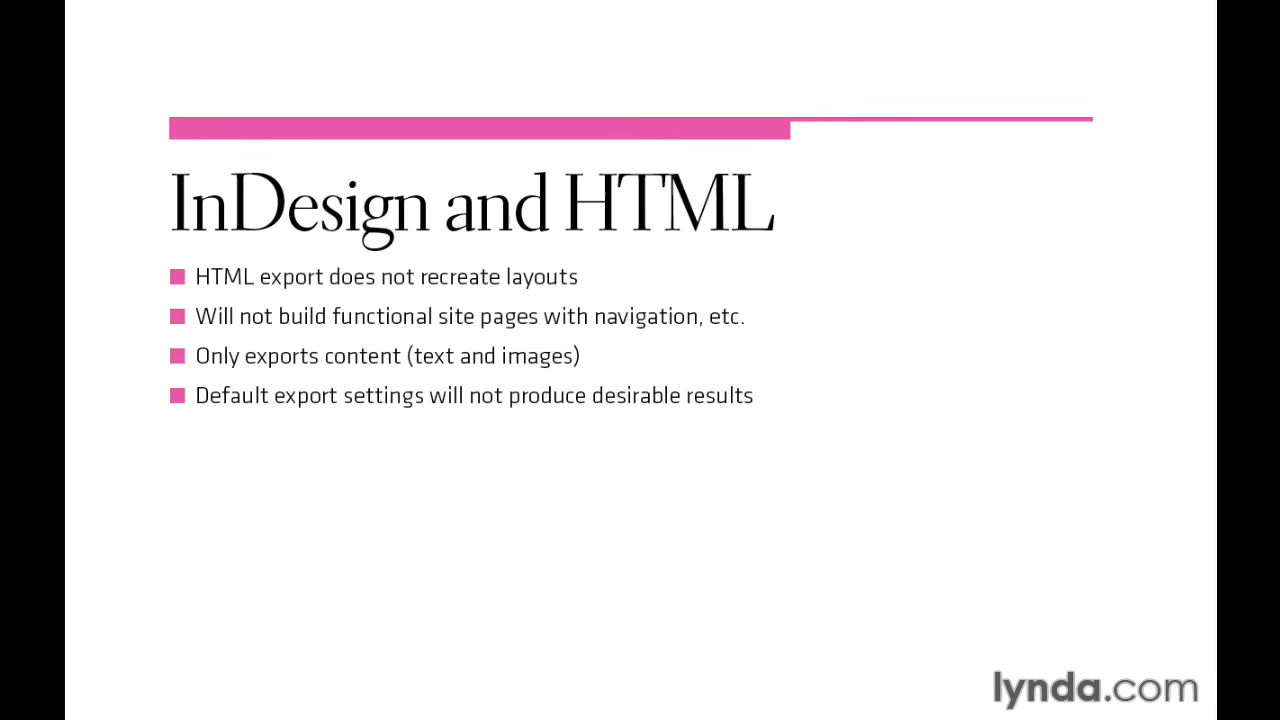 InDesign and HTML
HTML export does not recreate layouts
Will not build functional site pages with navigation, etc.
Only exports content (text and images)
Default export settings will not produce desirable results
lynda.com